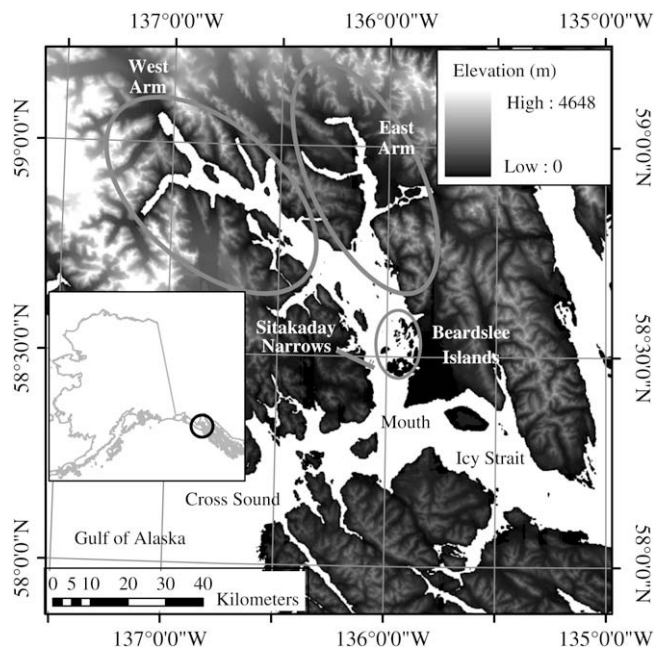 137°0'0"W 136°0'0"W 135°0'0"W
West
Arm
Elevation (m)
High : 4648
Low : 0
East
Arm
59°0'0"N
59°0'0"N
Sitakaday
Narrows
Beardslee
Islands
58°30'0"N
58°30'0"N
Mouth
Icy Strait
Cross Sound
Gulf of Alaska
58°0'0"N
58°0'0"N
0 5 10 20 30 40
Kilometers
137°0'0"W 136°0'0"W 135°0'0"W